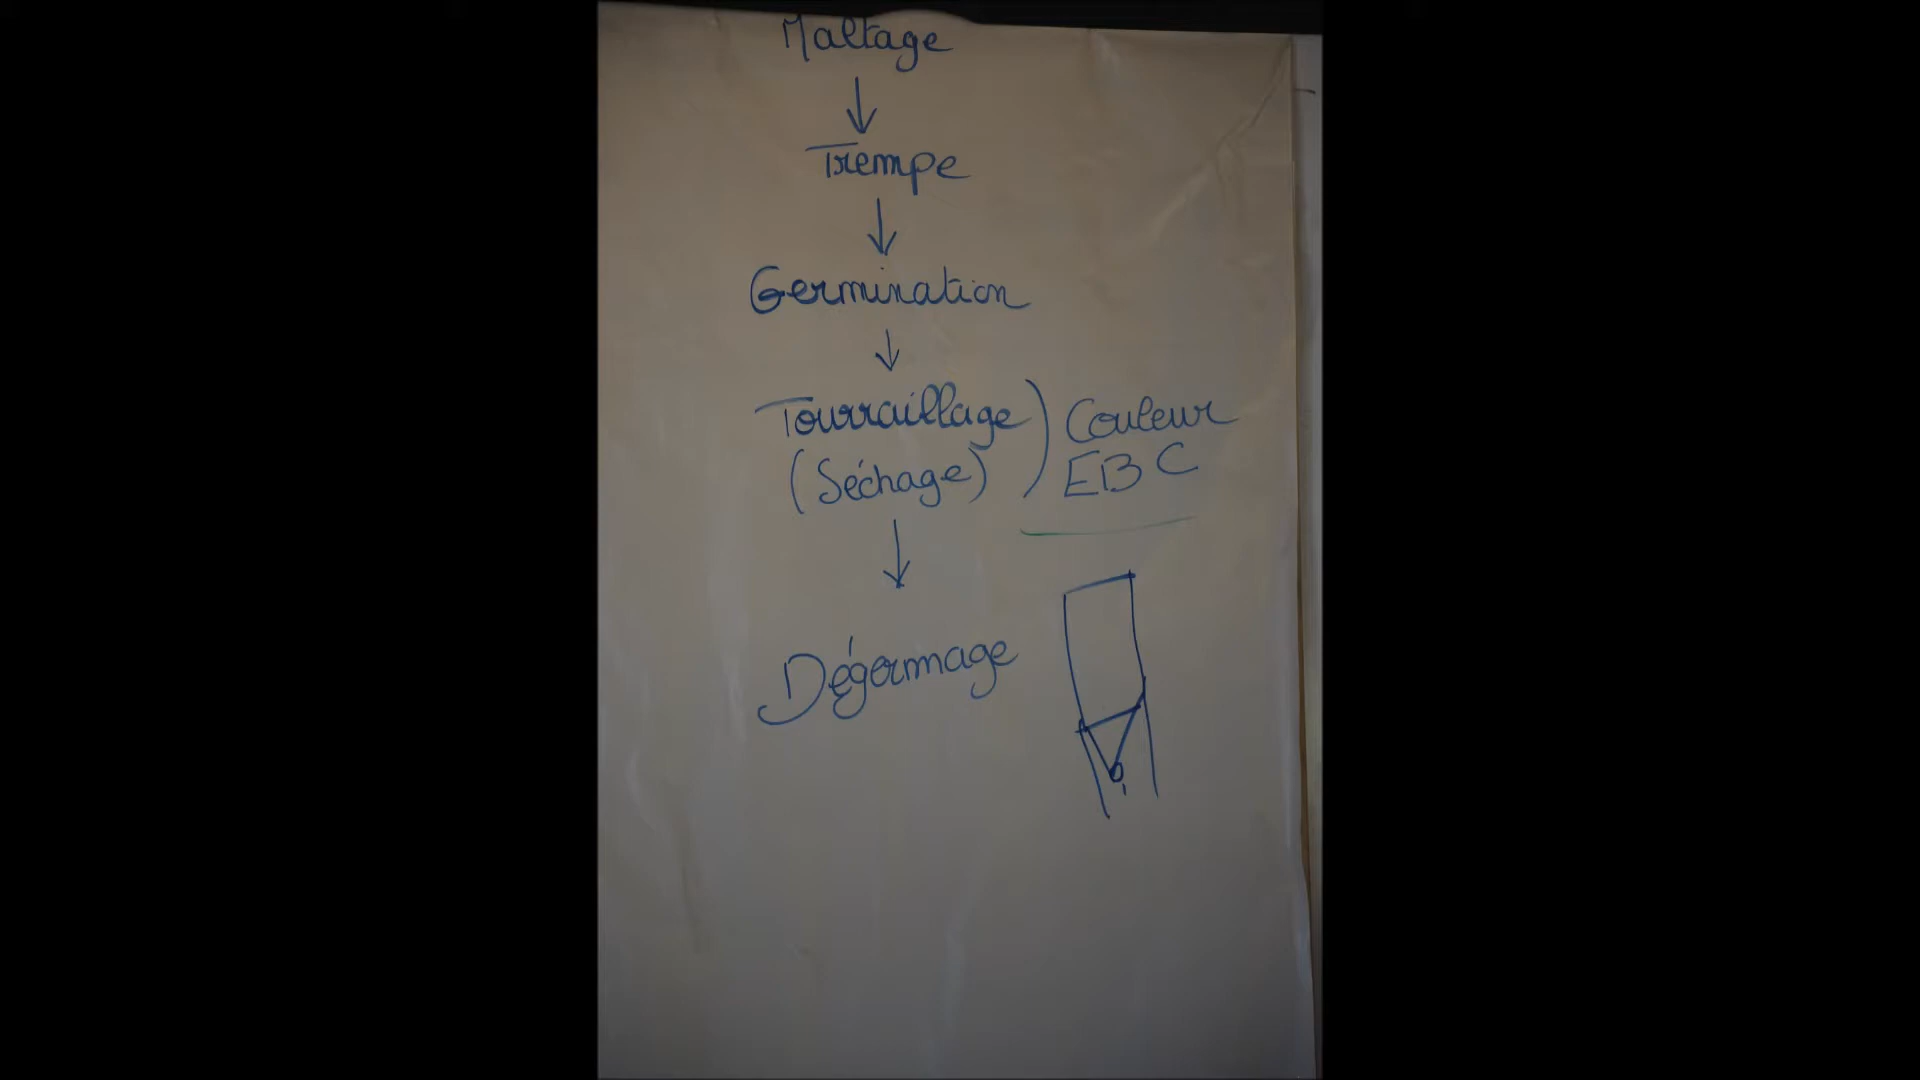 Maltage
Trempe
Germination
Tourraillage
(Séchage)
Couleur
EBC
Dégermage